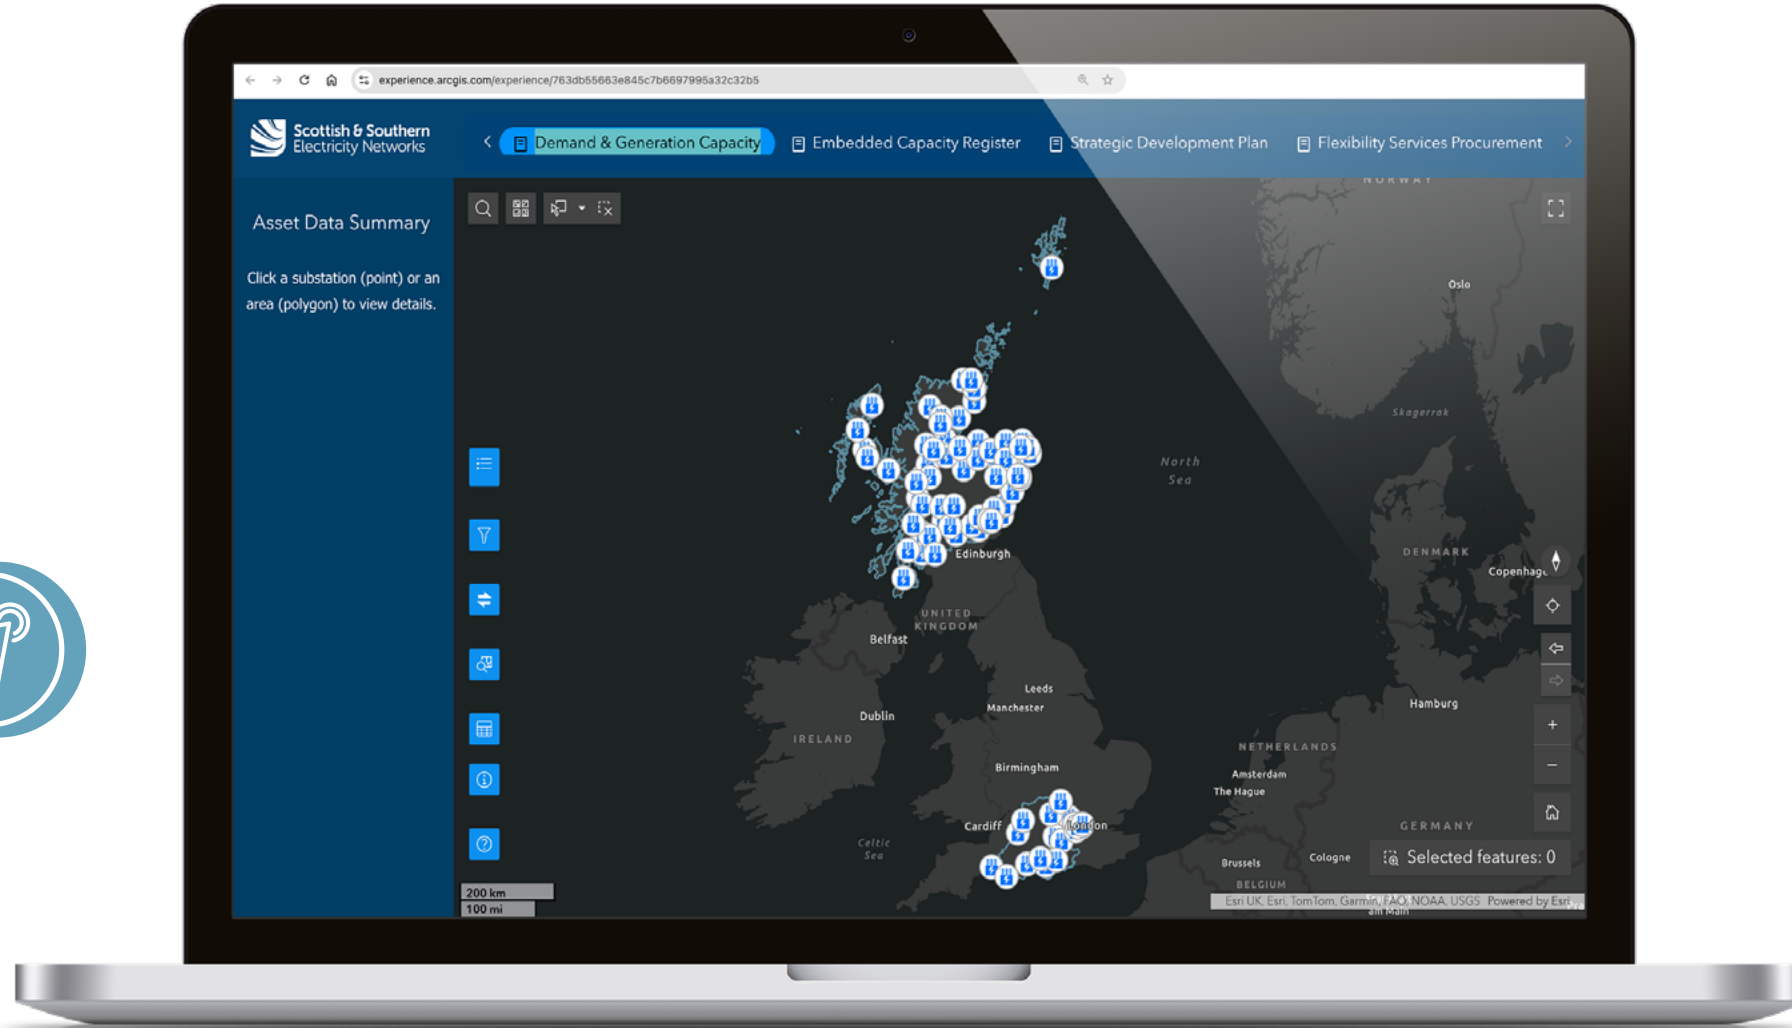 experience.arcgis.com/experience/763db55663e845c7b6697995a32c32b5
Scottish & Southern
Electricity Networks
Demand & Generation Capacity
Embedded Capacity Register
Strategic Development Plan
Flexibility Services Procurement
Asset Data Summary
Click a substation (point) or an
area (polygon) to view details.
NORWAY
Oslo
Skagerrak
North
Sea
Edinburgh
DENMARK
UNITED
KINGDOM
Belfast
Leeds
Manchester
Hamburg
Dublin
IRELAND
NETHERLANDS
Birmingham
Amsterdam
The Hague
Cardiff
London
GERMANY
Celtic
Sea
Brussels
Cologne
Selected features: 0
BELGIUM
200 km
100 mi
Esri UK, Esri, TomTom, Garmin, FAO, NOAA, USGS Powered by Esri
am Main